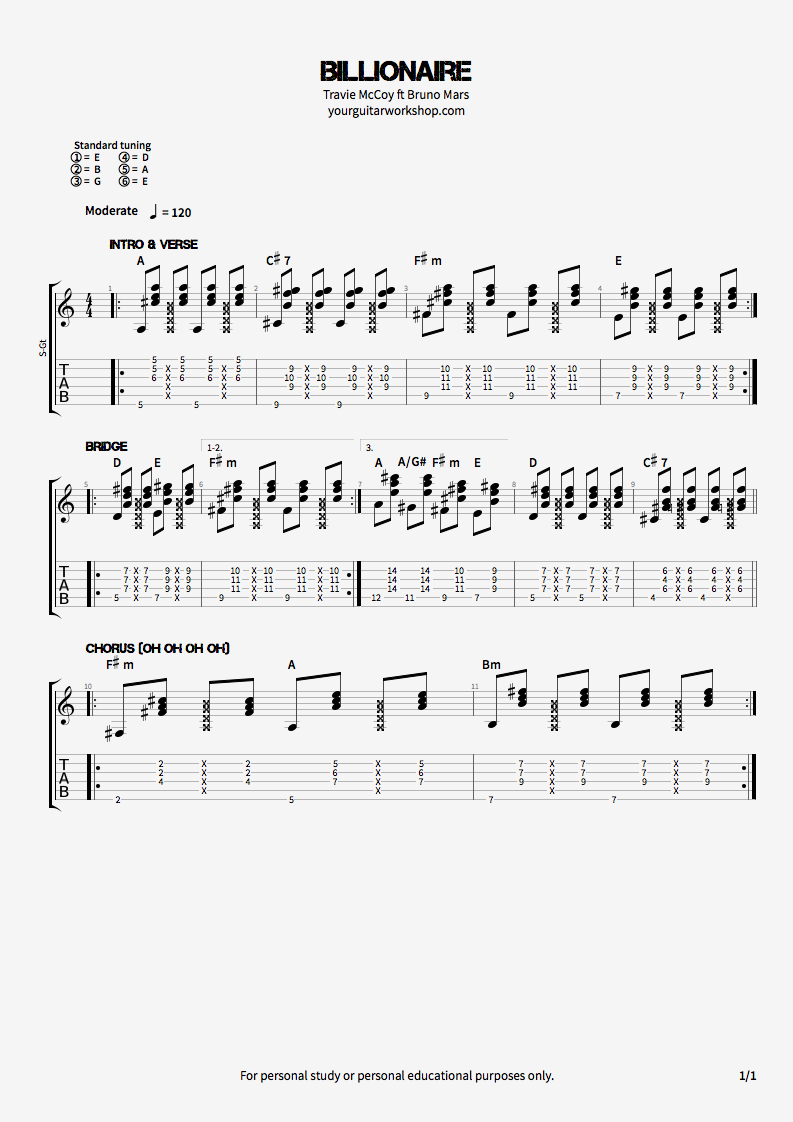 BILLIONAIRE
Travie McCoy ft Bruno Mars
yourguitarworkshop.com
Standard tuning
①= E ④= D
②= B ⑤= A
③= G ⑥= E
Moderate ♩ = 120
INTRO & VERSE
A C♯ 7 F♯ m E
1 2 3 4
4
4
S-Gt
T
A
B
5 5 5 5
5 X 5 5 X 5 9 X 9 9 X 9 10 X 11 10 X 10 9 X 9 9 X 9
6 X 6 6 X 6 10 X 10 10 X 10 11 X 11 11 X 11 9 X 9 9 X 9
X X 9 X 9 9 X 9 11 X 11 11 X 11 9 X 9 9 X 9
X X X X 9 X 9 X 7 X 7 X
5 5 9 9
BRIDGE
1-2. 3.
D E F♯ m A A/G# F♯ m E D C♯ 7
5 6 7 8 9
T
A
B
7 X 7 9 X 9 10 X 10 10 X 10 14 14 10 9 7 X 7 7 X 7 6 X 6 6 X 6
7 X 7 9 X 9 11 X 11 11 X 11 14 14 11 9 7 X 7 7 X 7 4 X 4 4 X 4
7 X 7 9 X 9 11 X 11 11 X 11 14 14 11 9 7 X 7 7 X 7 6 X 6 6 X 6
5 X 7 X 9 X 9 X 12 11 9 7 5 X 5 X 4 X 4 X
CHORUS (OH OH OH OH)
F♯ m A Bm
10 11
T
A
B
2 X 2 5 X 5 7 X 7 7 X 7
2 X 2 6 X 6 7 X 7 7 X 7
4 X 4 7 X 7 9 X 9 9 X 9
X X X X
2 5 7 7
For personal study or personal educational purposes only.
1/1